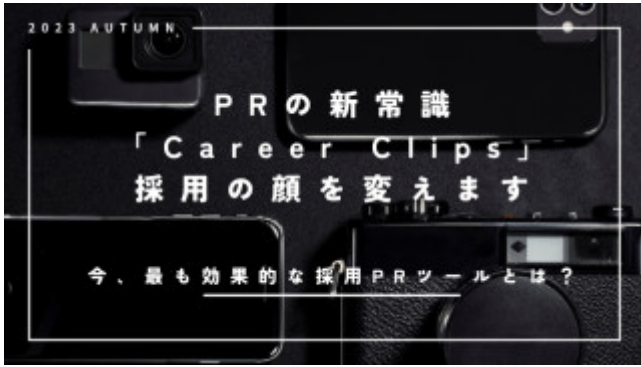 2023 AUTUMN
PRの新常識
「Career Clips」
採用の顔を変えます
今、最も効果的な採用PRツールとは?